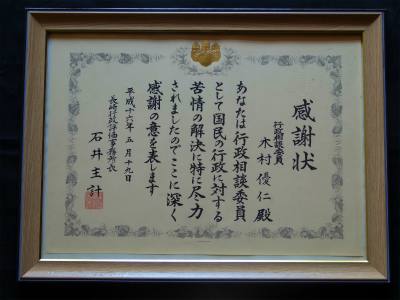 感謝状
行政相談委員
木村優仁殿
あなたは行政相談委員
として国民の行政に対する
苦情の解決に特に尽力
されましたのでここに深く
感謝の意を表します
平成十六年五月十九日
長崎行政評価事務所長
石井主計